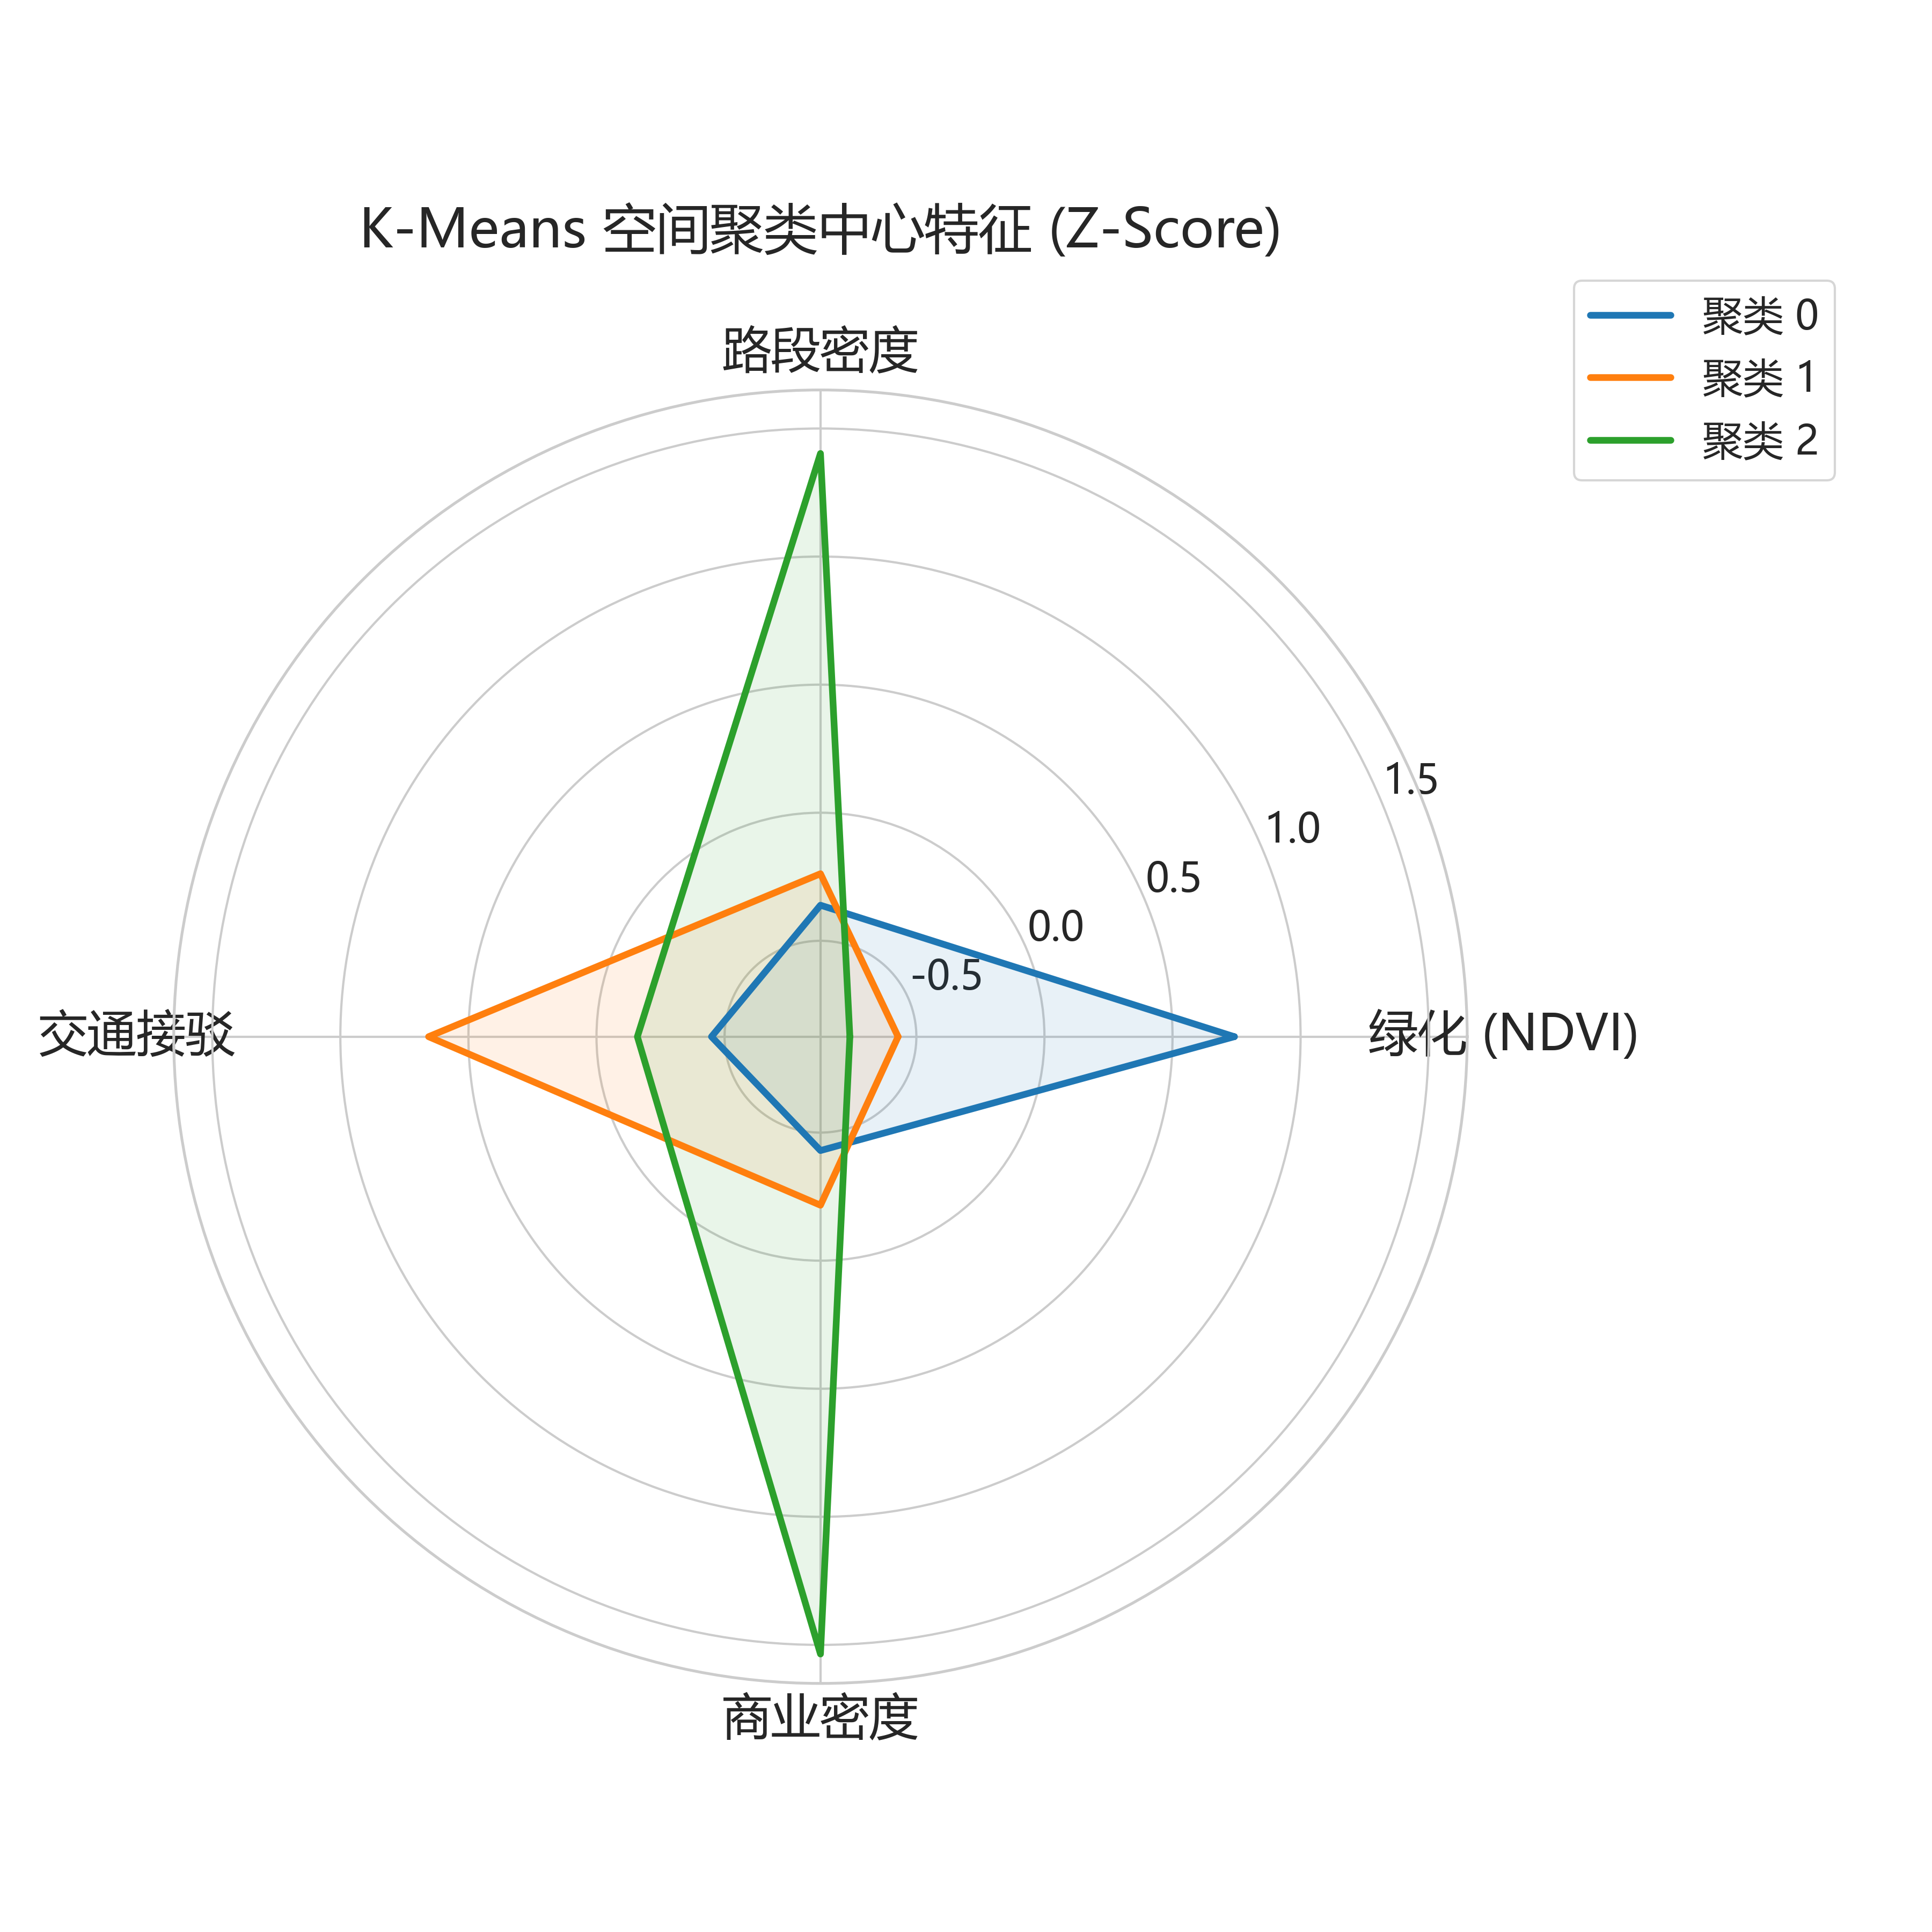 K-Means 空间聚类中心特征 (Z-Score)
聚类 0
聚类 1
聚类 2
路段密度
1.5
1.0
0.5
0.0
-0.5
交通接驳
绿化 (NDVI)
商业密度